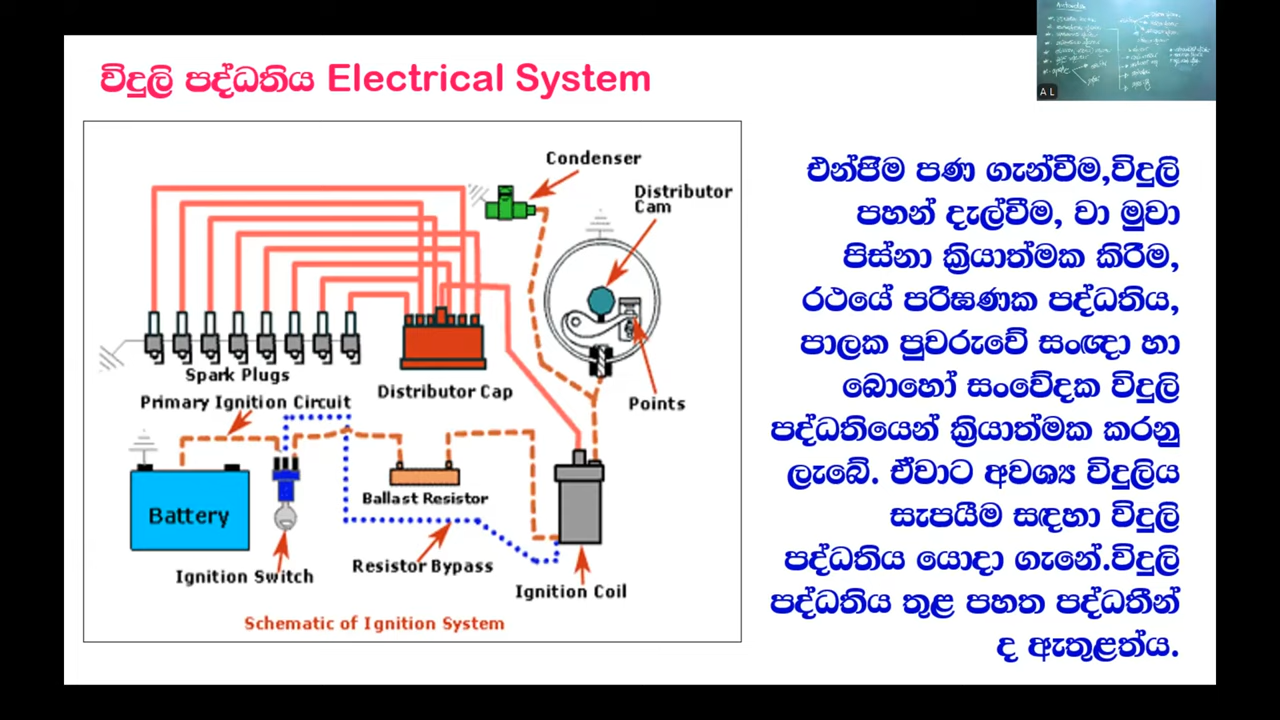 විදුලි පද්ධතිය Electrical System
Condenser
Distributor
Cam
Spark Plugs
Distributor Cap
Points
Primary Ignition Circuit
Battery
Ballast Resistor
Ignition Switch
Resistor Bypass
Ignition Coil
Schematic of Ignition System
එන්ජිම පණ ගැන්වීම,විදුලි
පහන් දැල්වීම, වා මුවා
පිස්නා ක්‍රියාත්මක කිරීම,
රථයේ පරිඝණක පද්ධතිය,
පාලක පුවරුවේ සංඥා හා
බොහෝ සංවේදක විදුලි
පද්ධතියෙන් ක්‍රියාත්මක කරනු
ලැබේ. ඒවාට අවශ්‍ය විදුලිය
සැපයීම සඳහා විදුලි
පද්ධතිය යොදා ගැනේ.විදුලි
පද්ධතිය තුළ පහත පද්ධතීන්
ද ඇතුළත්ය.
A L